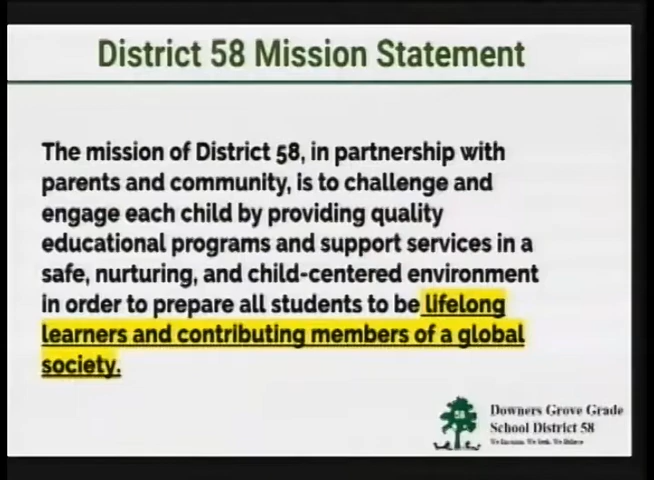 District 58 Mission Statement
The mission of District 58, in partnership with
parents and community, is to challenge and
engage each child by providing quality
educational programs and support services in a
safe, nurturing, and child-centered environment
in order to prepare all students to be lifelong
learners and contributing members of a global
society.
58
Downers Grove Grade
School District 58